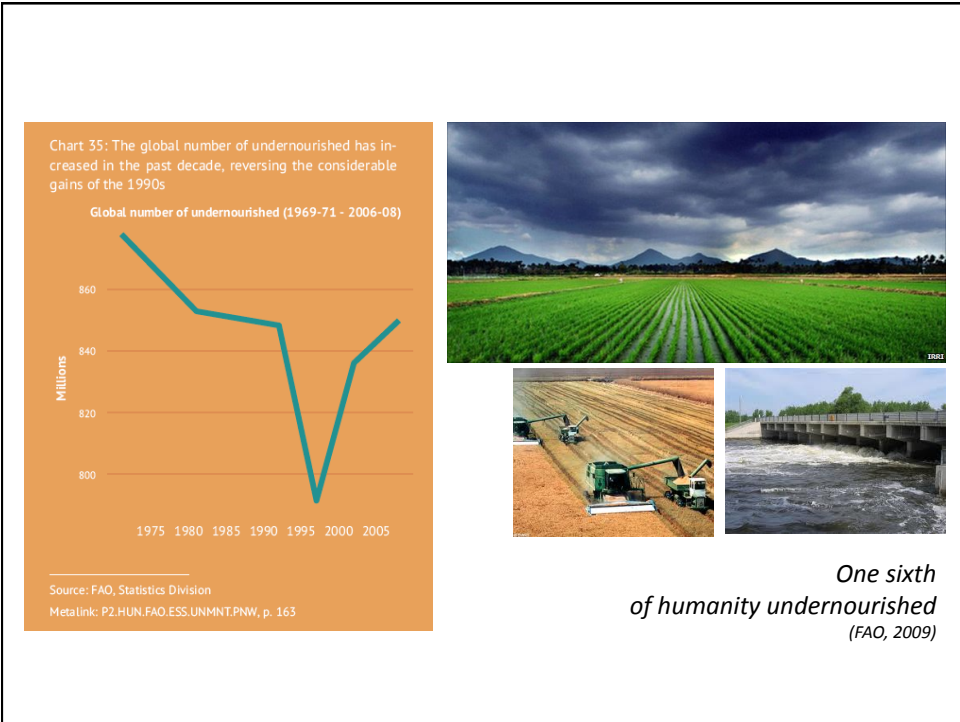 Chart 35: The global number of undernourished has in-
creased in the past decade, reversing the considerable
gains of the 1990s
Global number of undernourished (1969-71 - 2006-08)
860
840
820
800
Millions
1975 1980 1985 1990 1995 2000 2005
Source: FAO, Statistics Division
Metalink: P2.HUN.FAO.ESS.UNMNT.PNW, p. 163
IRRI
One sixth
of humanity undernourished
(FAO, 2009)